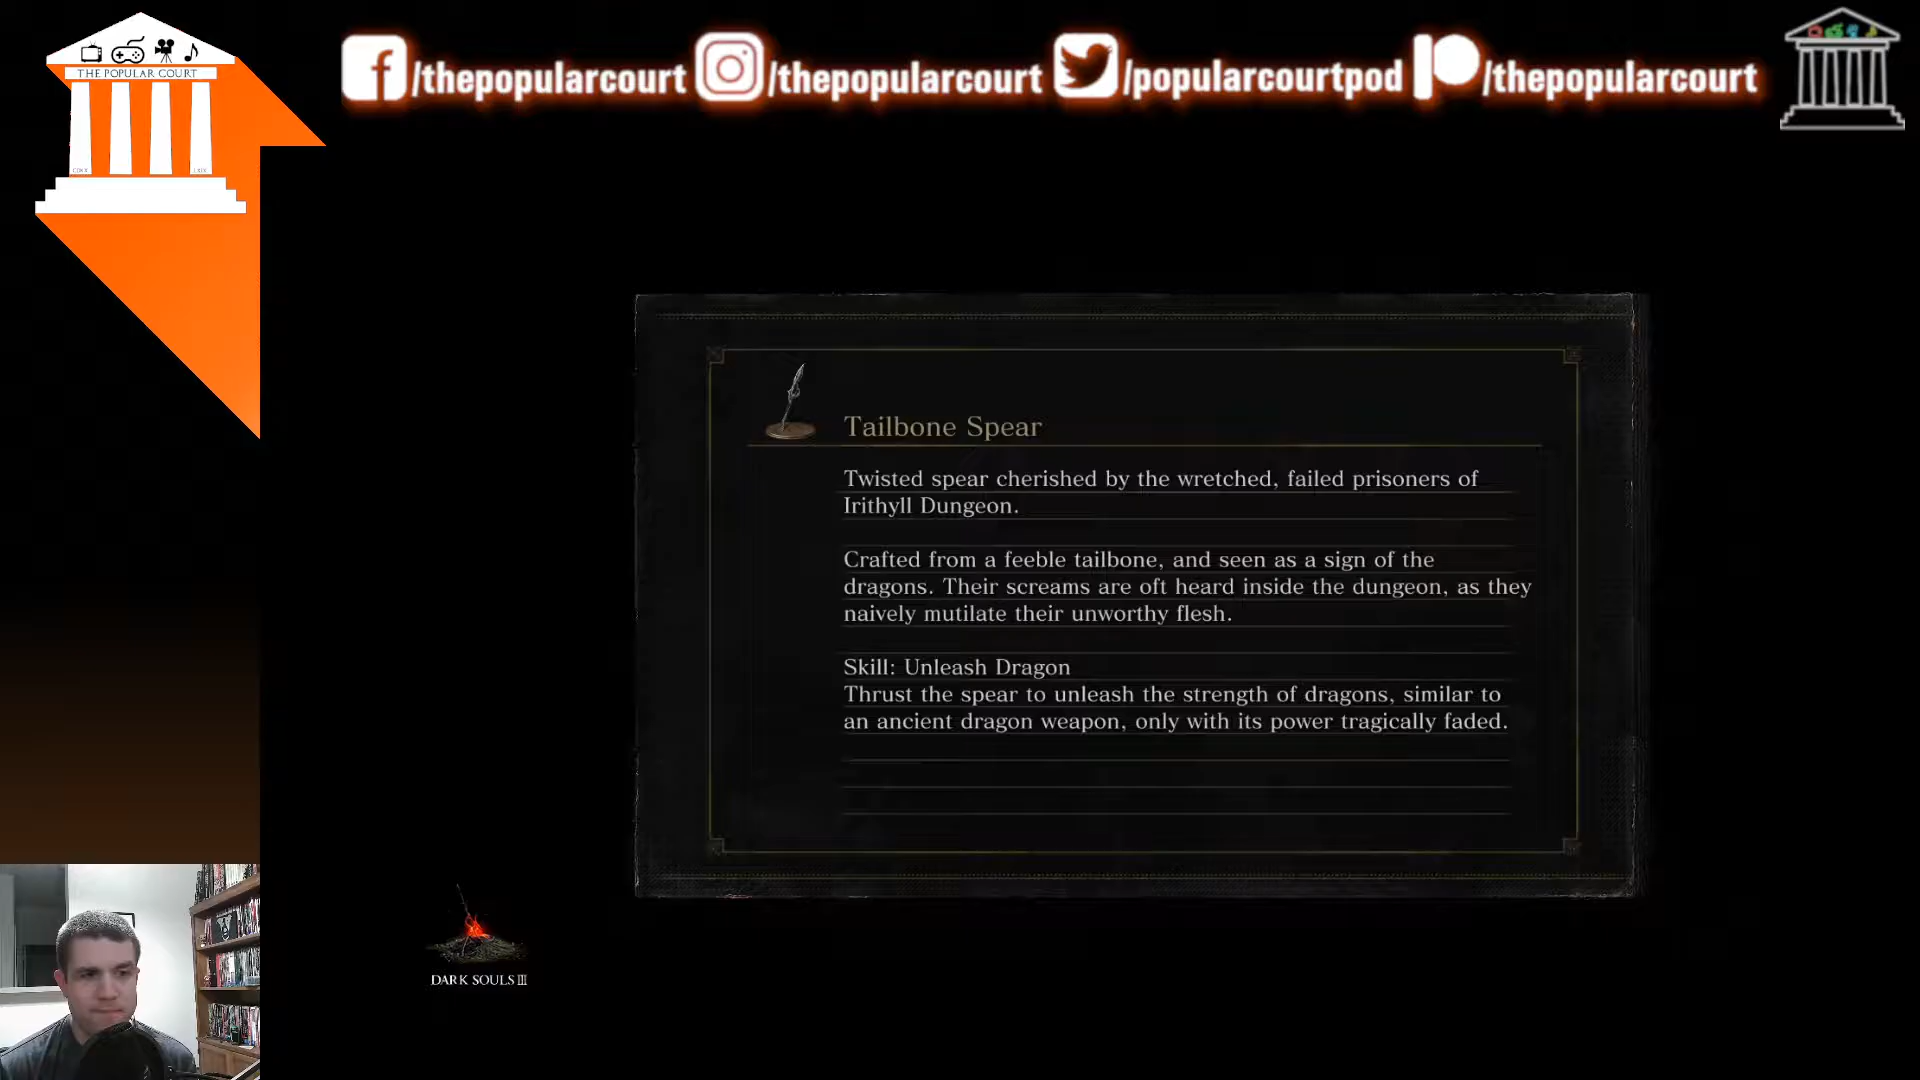 THE POPULAR COURT
/thepopularcourt
/thepopularcourt
/popularcourtpod
/thepopularcourt
Tailbone Spear
Twisted spear cherished by the wretched, failed prisoners of
Irithyll Dungeon.
Crafted from a feeble tailbone, and seen as a sign of the
dragons. Their screams are oft heard inside the dungeon, as they
naively mutilate their unworthy flesh.
Skill: Unleash Dragon
Thrust the spear to unleash the strength of dragons, similar to
an ancient dragon weapon, only with its power tragically faded.
DARK SOULS III